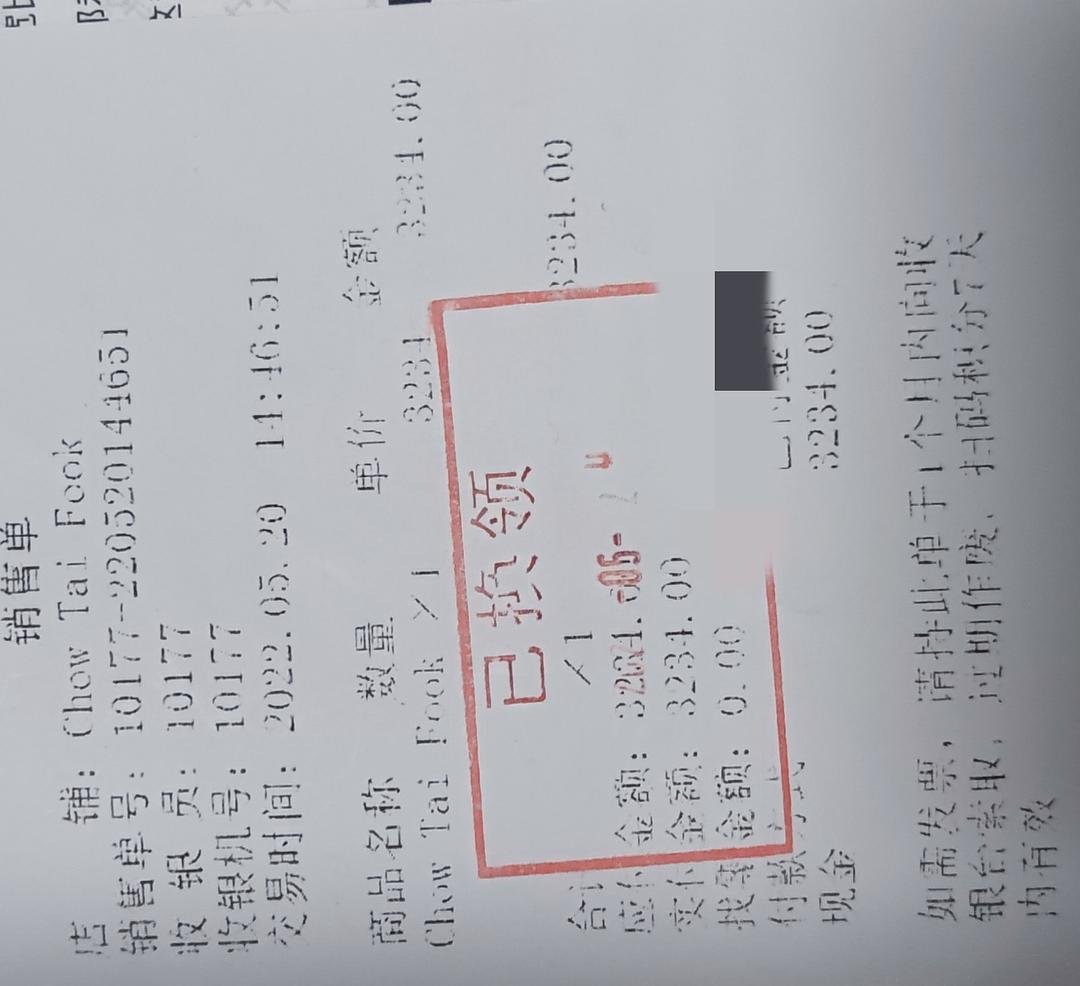 销售单
店 铺：Chow Tai Fook
销售单号：10177-220520144651
收 银 员：10177
收银机号：10177
交易时间：2022.05.20 14:46:51
商品名称 数量 单价 金额
Chow Tai Fook ×1 3234 3234.00
已换领
合计 ×1 3234.00
应付金额：3234.
实付金额：3234.00
找零金额：0.00
付款方式 已付金额
现金 3234.00
如需发票，请持此单于1个月内向收
银台索取，过期作废、扫码积分7天
内有效